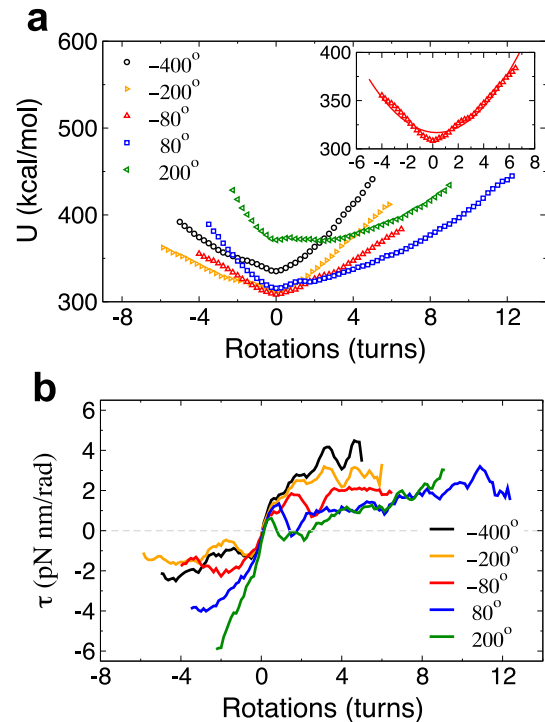 a
600
500
400
300
U (kcal/mol)
−400°
−200°
−80°
80°
200°
400
375
350
325
300
-6 -4 -2 0 2 4 6 8
-8 -4 0 4 8 12
Rotations (turns)
b
6
4
2
0
-2
-4
-6
τ (pN nm/rad)
−400°
−200°
−80°
80°
200°
-8 -4 0 4 8 12
Rotations (turns)